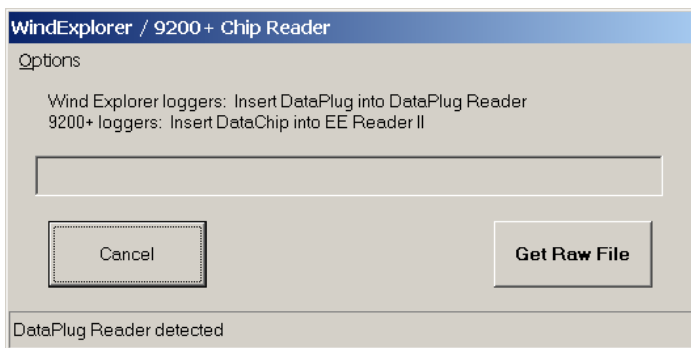 WindExplorer / 9200+ Chip Reader
Options
Wind Explorer loggers: Insert DataPlug into DataPlug Reader
9200+ loggers: Insert DataChip into EE Reader II
Cancel
Get Raw File
DataPlug Reader detected